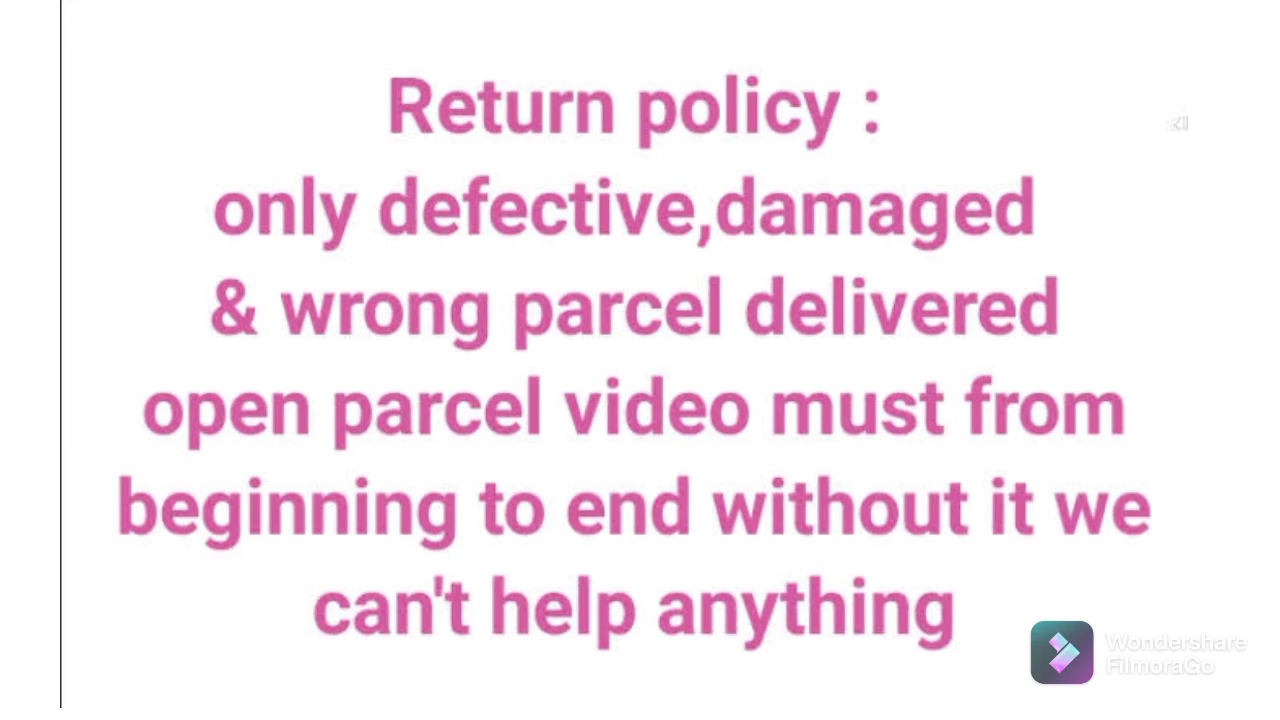 Return policy :
only defective,damaged
& wrong parcel delivered
open parcel video must from
beginning to end without it we
can't help anything
Wondershare
FilmoraGo